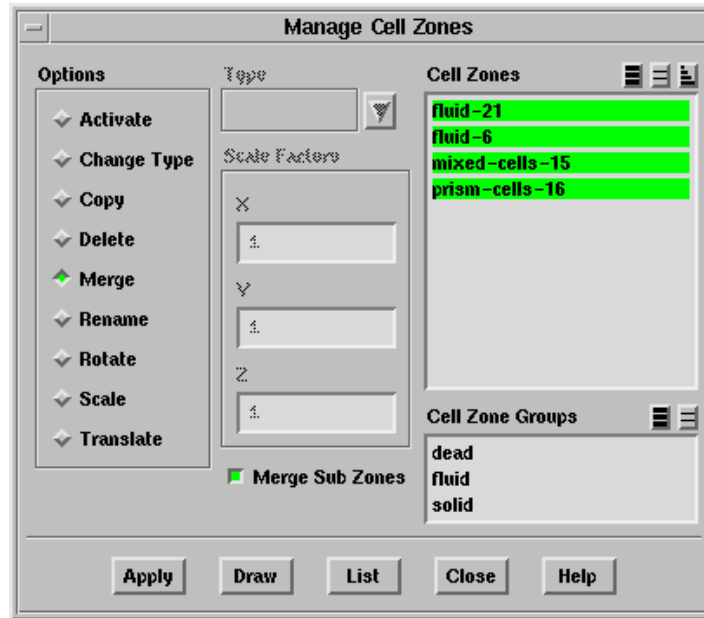 Manage Cell Zones
Options
Activate
Change Type
Copy
Delete
Merge
Rename
Rotate
Scale
Translate
Type
Scale Factors
X
1
Y
1
Z
1
Merge Sub Zones
Cell Zones
fluid-21
fluid-6
mixed-cells-15
prism-cells-16
Cell Zone Groups
dead
fluid
solid
Apply
Draw
List
Close
Help